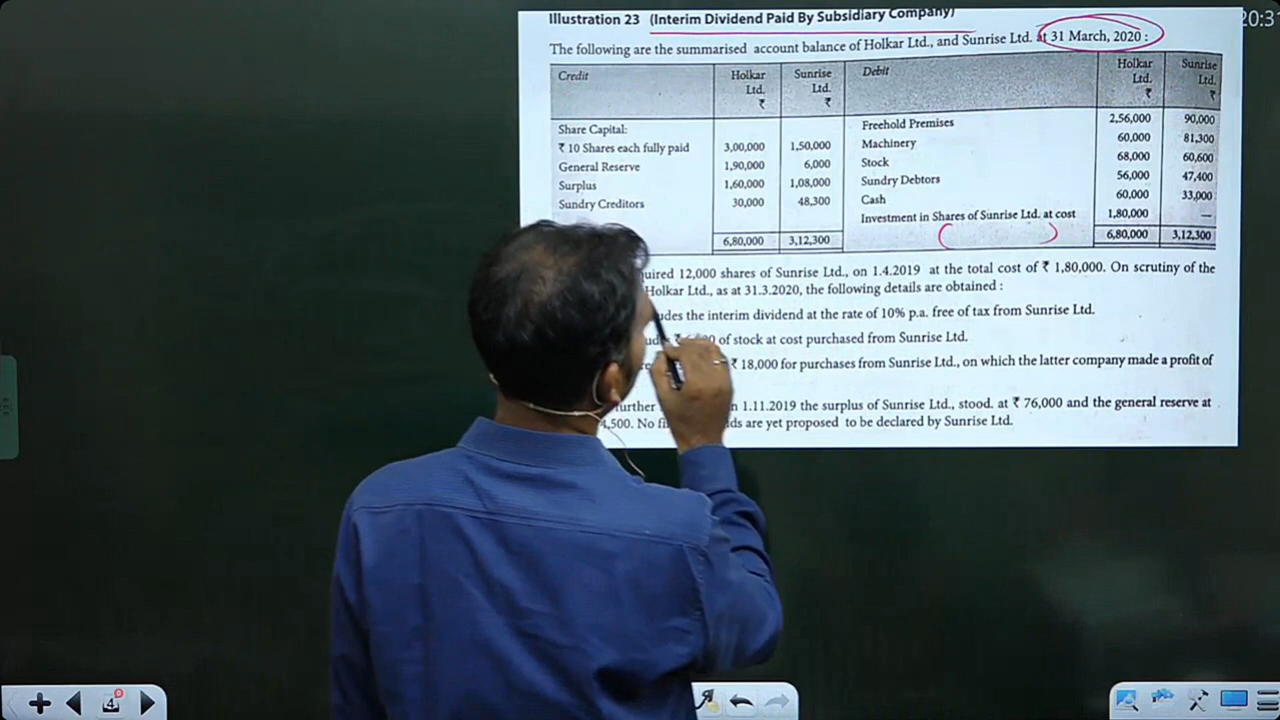 Illustration 23 (Interim Dividend Paid By Subsidiary Company)
20:3
The following are the summarised account balance of Holkar Ltd., and Sunrise Ltd. at 31 March, 2020 :
Credit Holkar Ltd. ₹ Sunrise Ltd. ₹ Debit Holkar Ltd. ₹ Sunrise Ltd. ₹
Share Capital: Freehold Premises 2,56,000 90,000
₹ 10 Shares each fully paid 3,00,000 1,50,000 Machinery 60,000 81,300
General Reserve 1,90,000 6,000 Stock 68,000 60,600
Surplus 1,60,000 1,08,000 Sundry Debtors 56,000 47,400
Sundry Creditors 30,000 48,300 Cash 60,000 33,000
Investment in Shares of Sunrise Ltd. at cost 1,80,000 —
6,80,000 3,12,300 6,80,000 3,12,300
12,000 shares of Sunrise Ltd., on 1.4.2019 at the total cost of ₹ 1,80,000. On scrutiny of the
Holkar Ltd., as at 31.3.2020, the following details are obtained :
the interim dividend at the rate of 10% p.a. free of tax from Sunrise Ltd.
of stock at cost purchased from Sunrise Ltd.
₹ 18,000 for purchases from Sunrise Ltd., on which the latter company made a profit of
further 1.11.2019 the surplus of Sunrise Ltd., stood. at ₹ 76,000 and the general reserve at
4,500. No are yet proposed to be declared by Sunrise Ltd.
4